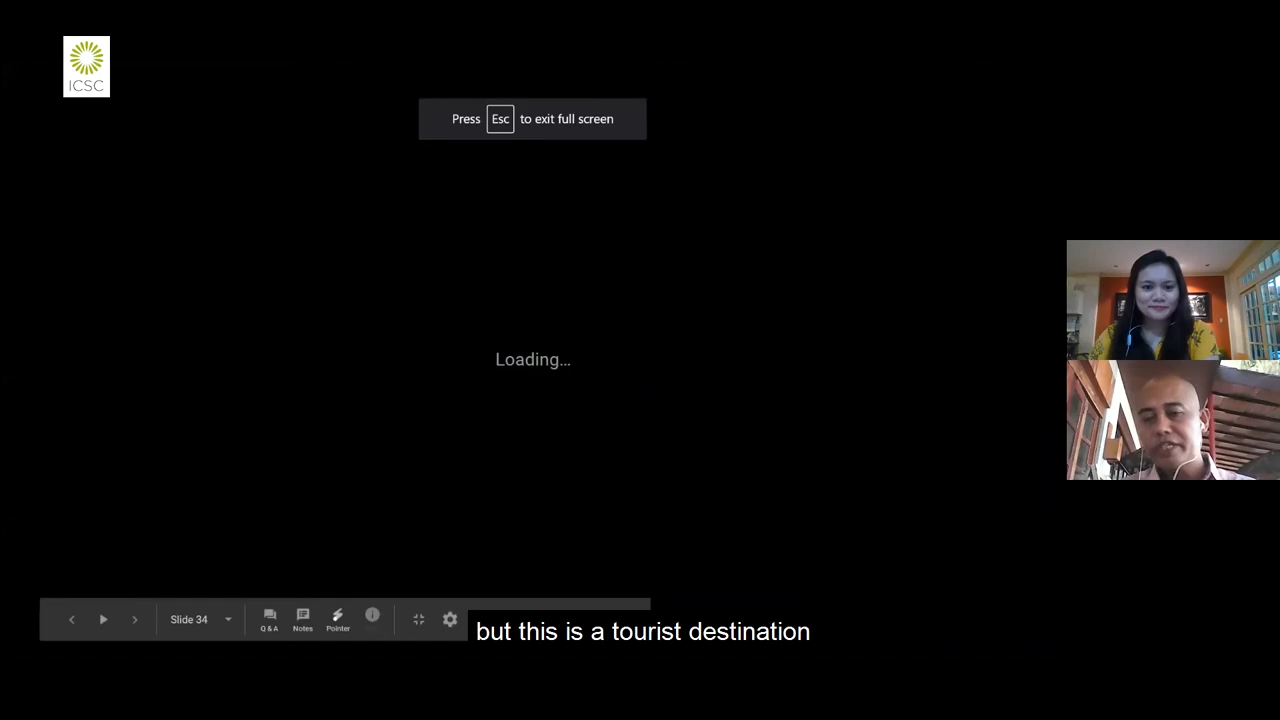 ICSC
Press Esc to exit full screen
Loading...
Slide 34
Q & A
Notes
Pointer
but this is a tourist destination